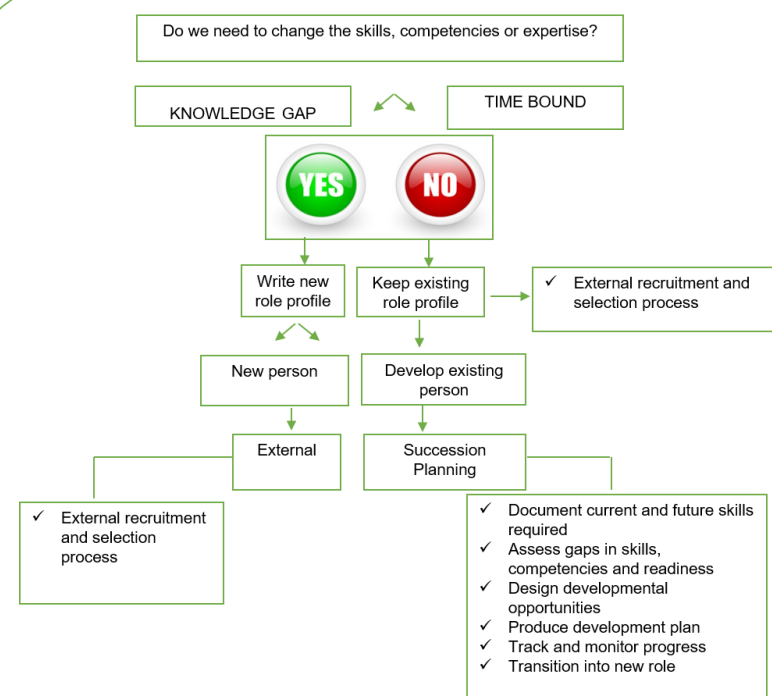 Do we need to change the skills, competencies or expertise?
KNOWLEDGE GAP
TIME BOUND
YES
NO
Write new
role profile
Keep existing
role profile
✓ External recruitment and
selection process
New person
Develop existing
person
External
Succession
Planning
✓ External recruitment
and selection
process
✓ Document current and future skills
required
✓ Assess gaps in skills,
competencies and readiness
✓ Design developmental
opportunities
✓ Produce development plan
✓ Track and monitor progress
✓ Transition into new role